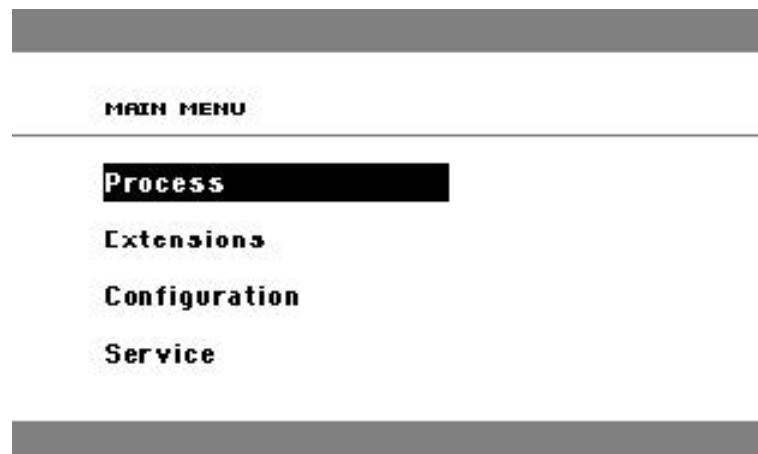 MAIN MENU
Process
Extensions
Configuration
Service